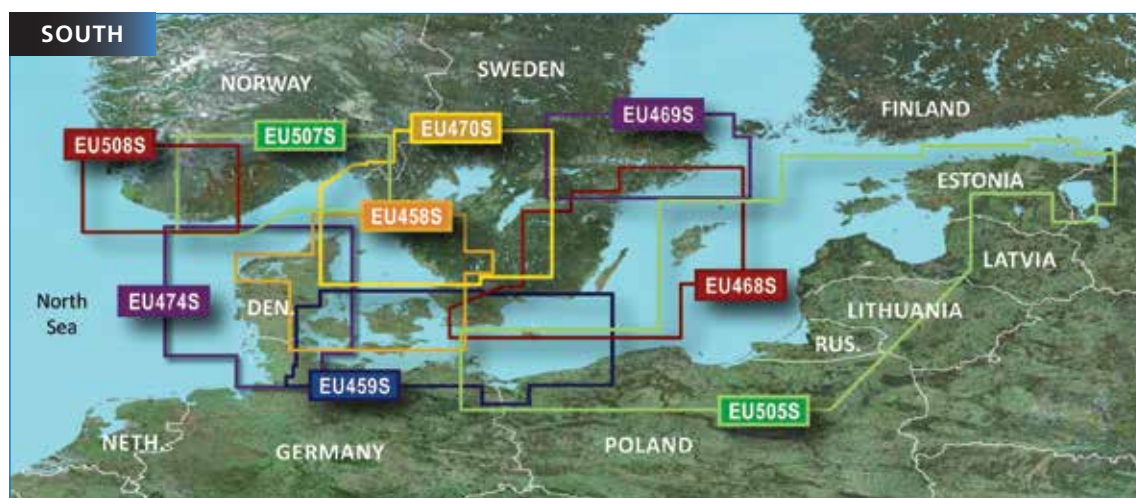 SOUTH
NORWAY
SWEDEN
FINLAND
EU508S
EU507S
EU470S
EU469S
ESTONIA
EU458S
LATVIA
North
Sea
EU474S
DEN.
EU468S
LITHUANIA
RUS.
EU459S
EU505S
NETH.
GERMANY
POLAND